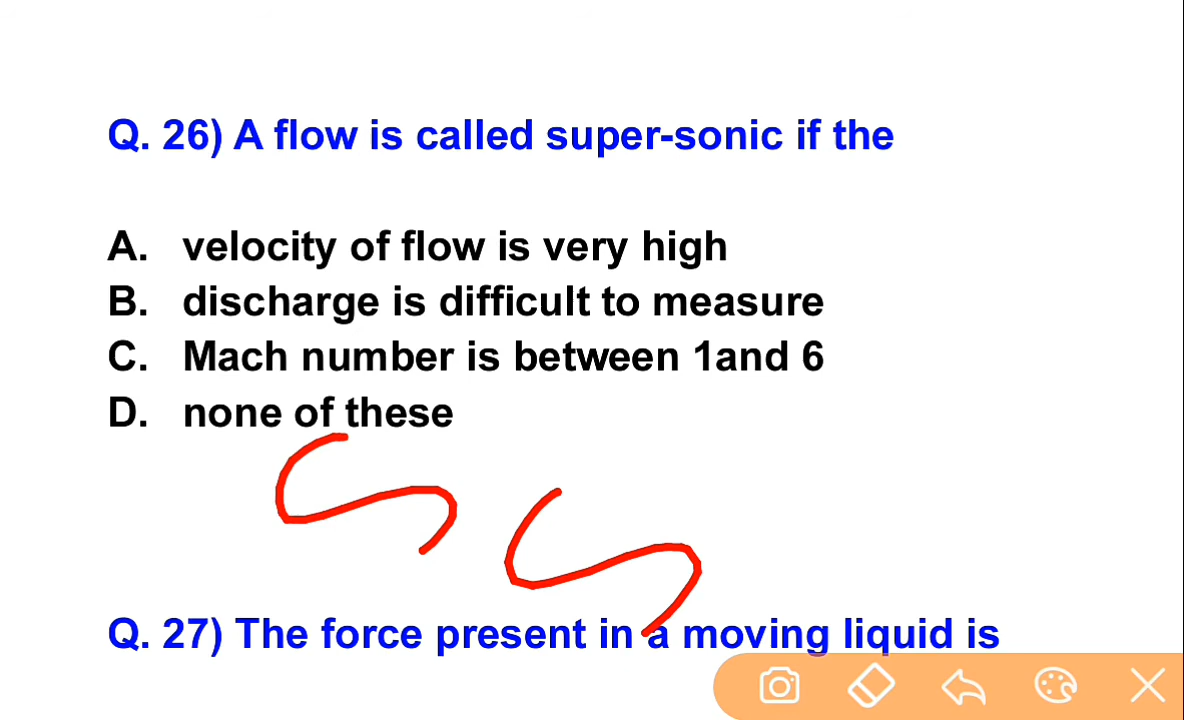 Q. 26) A flow is called super-sonic if the
A. velocity of flow is very high
B. discharge is difficult to measure
C. Mach number is between 1and 6
D. none of these
S S
Q. 27) The force present in a moving liquid is